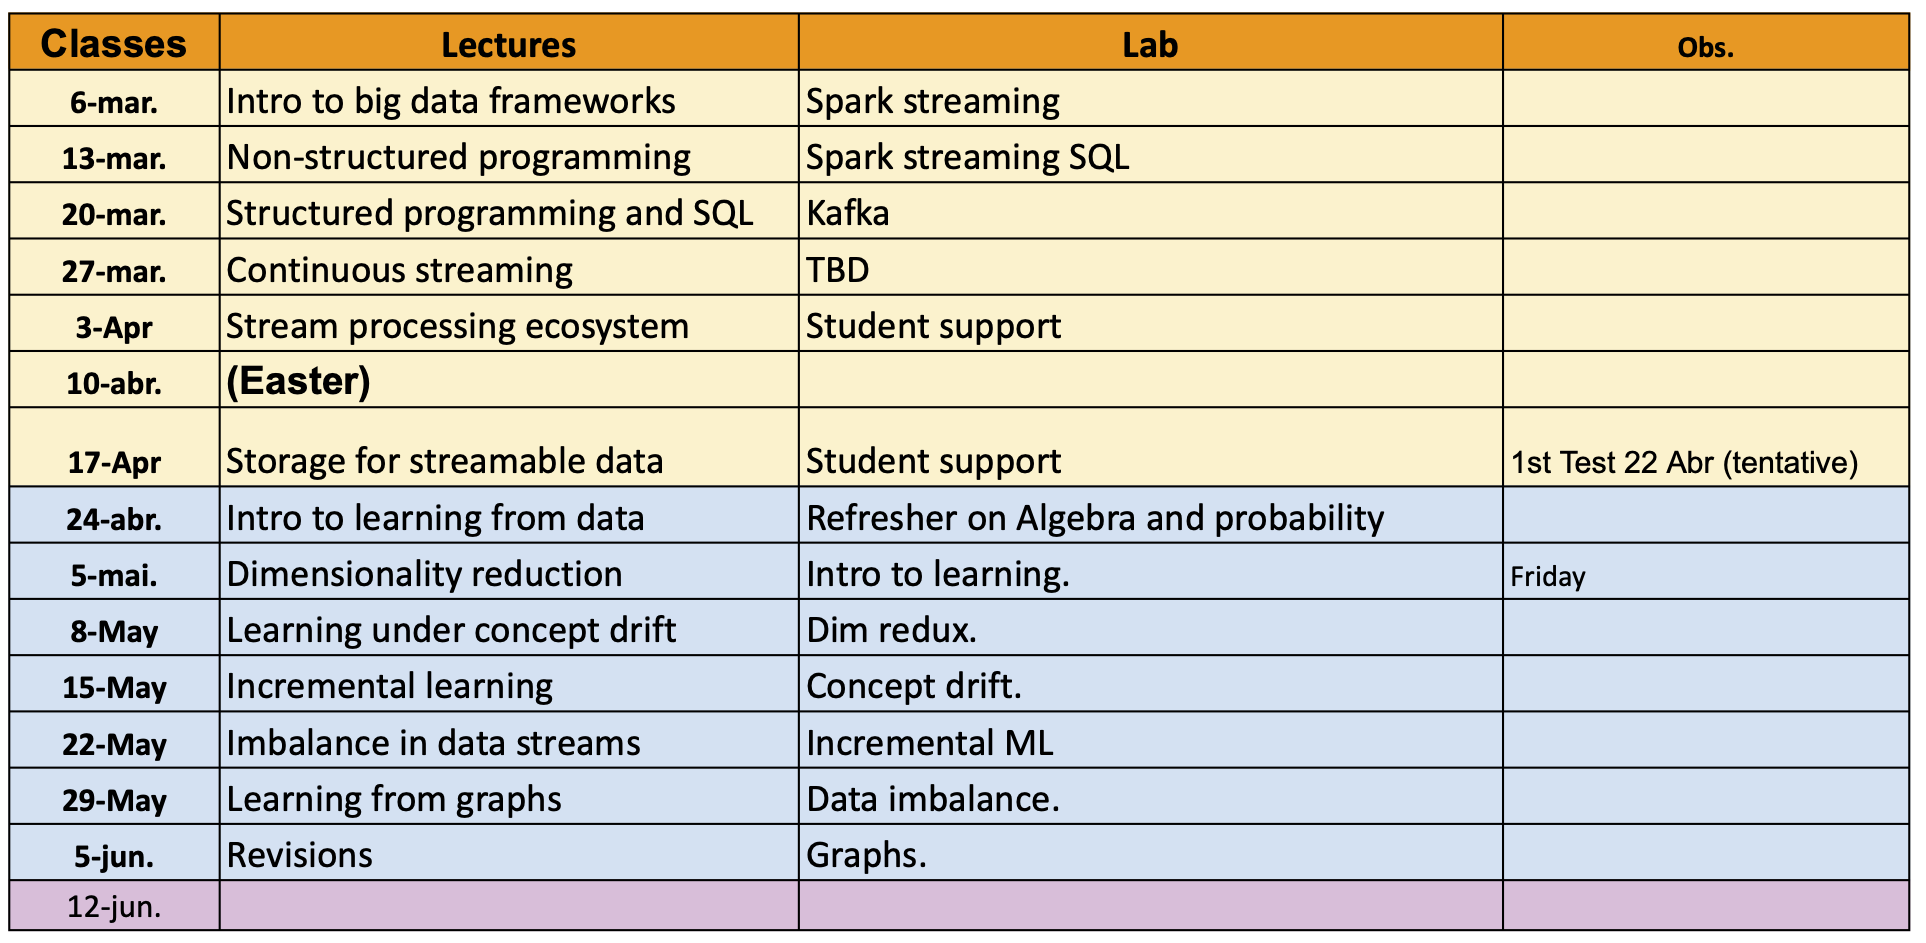 Classes Lectures Lab Obs.
6-mar. Intro to big data frameworks Spark streaming
13-mar. Non-structured programming Spark streaming SQL
20-mar. Structured programming and SQL Kafka
27-mar. Continuous streaming TBD
3-Apr Stream processing ecosystem Student support
10-abr. (Easter)
17-Apr Storage for streamable data Student support 1st Test 22 Abr (tentative)
24-abr. Intro to learning from data Refresher on Algebra and probability
5-mai. Dimensionality reduction Intro to learning. Friday
8-May Learning under concept drift Dim redux.
15-May Incremental learning Concept drift.
22-May Imbalance in data streams Incremental ML
29-May Learning from graphs Data imbalance.
5-jun. Revisions Graphs.
12-jun.